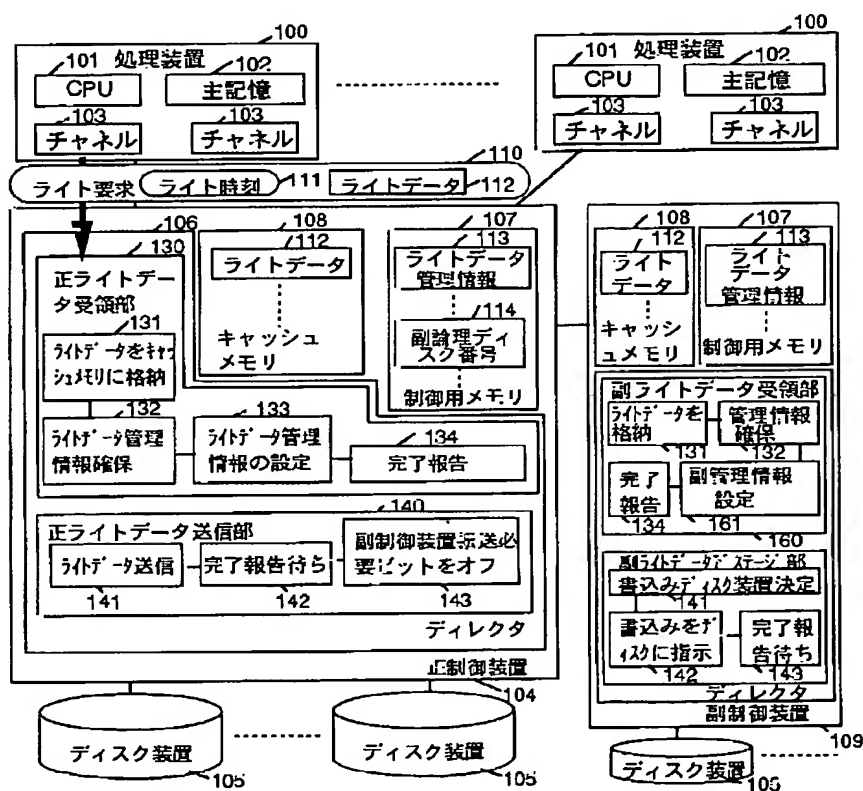 100
処理装置
101
CPU
102
主記憶
103
チャネル
103
チャネル
100
処理装置
101
CPU
102
主記憶
103
チャネル
103
チャネル
110
ライト要求
ライト時刻
111
ライトデータ
112
106
130
正ライトデー
タ受領部
131
ライトデータをキャッ
シュメモリに格納
132
ライトデータ管理
情報確保
133
ライトデータ管理
情報の設定
134
完了報告
108
112
ライトデータ
キャッシュ
メモリ
107
113
ライトデータ
管理情報
114
副論理ディ
スク番号
制御用メモリ
140
正ライトデータ送信部
ライトデータ送信
141
完了報告待ち
142
副制御装置転送必
要ビットをオフ
143
ディレクタ
正制御装置
104
ディスク装置
105
ディスク装置
105
108
112
ライト
データ
キャッシ
ュメモリ
107
113
ライト
データ
管理情報
制御用メモリ
副ライトデータ受領部
ライトデータを
格納
131
管理情報
確保
132
完了
報告
134
副管理情報
設定
161
160
副ライトデータデステージ部
書込みディスク装置決定
141
書込みをデ
ィスクに指示
142
完了報
告待ち
143
ディレクタ
副制御装置
109
ディスク装置
105